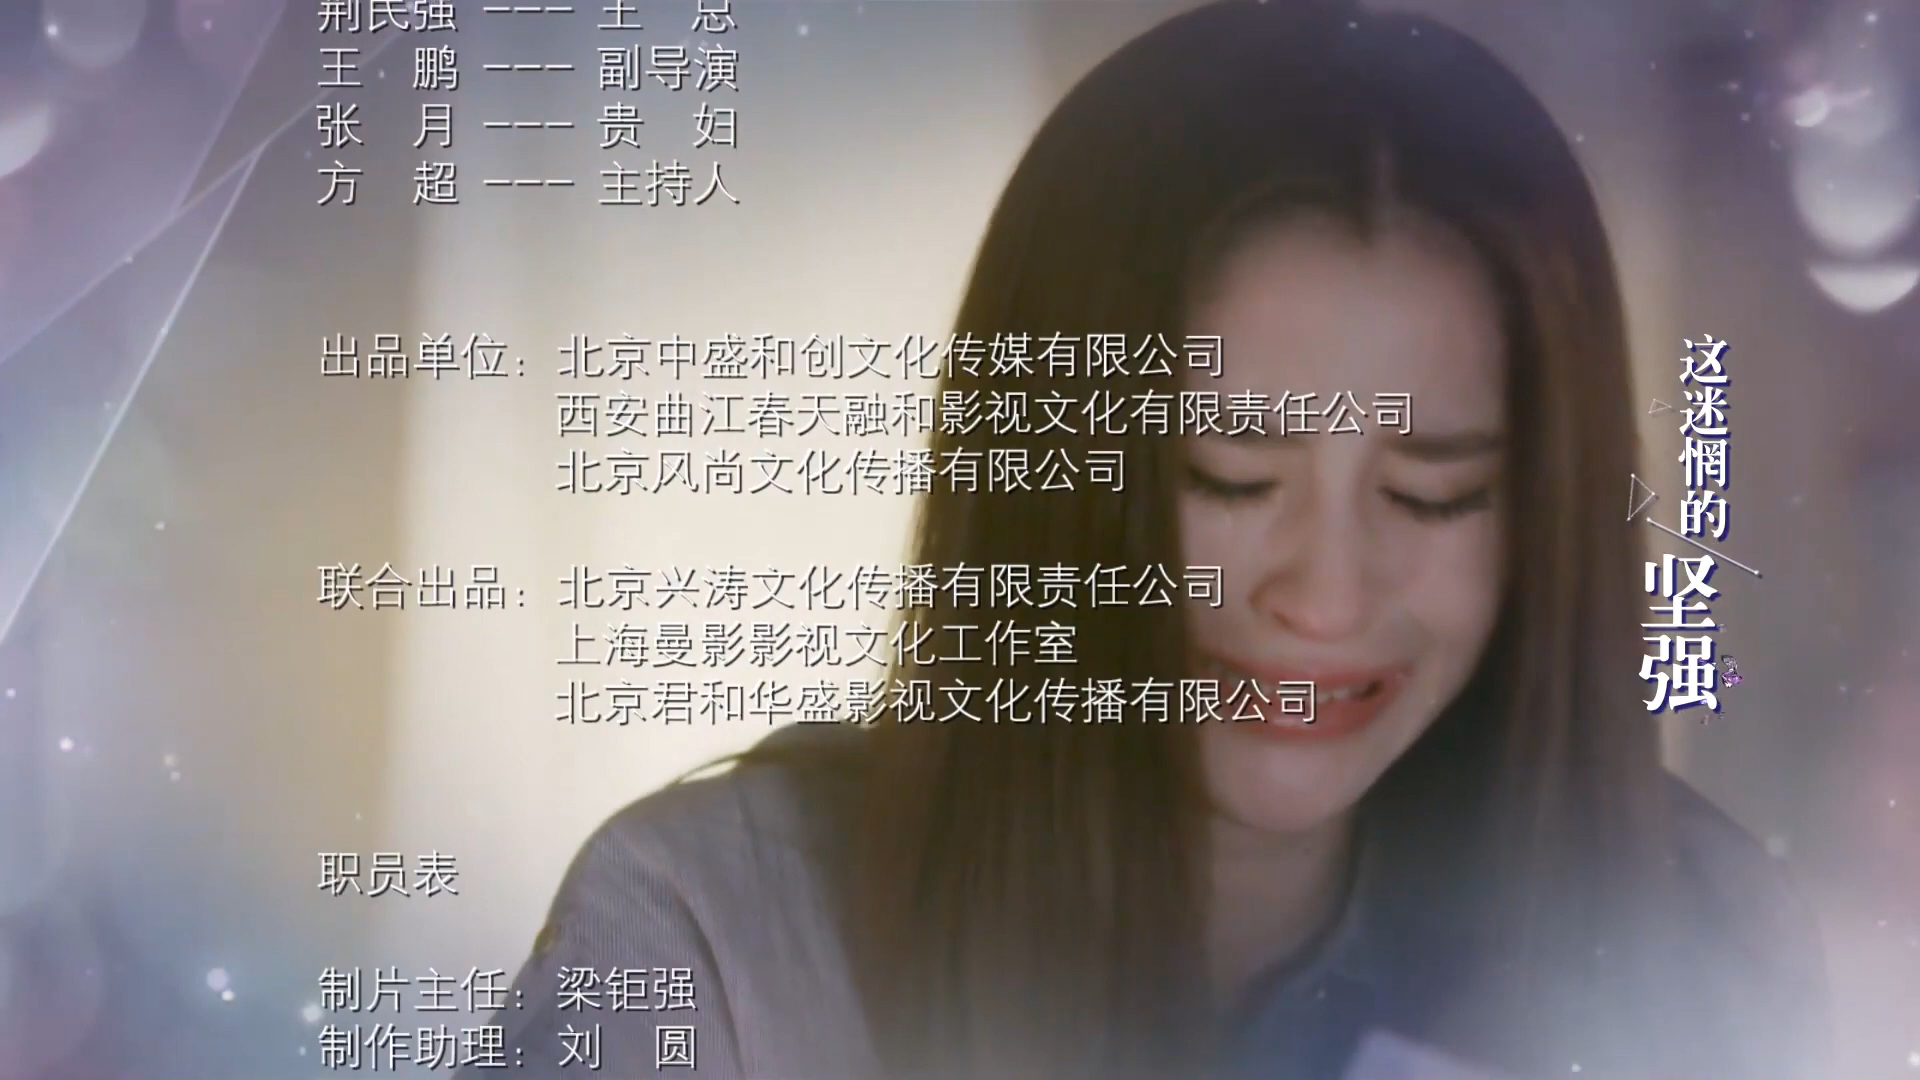 荆民强 --- 王　总
王　鹏 --- 副导演
张　月 --- 贵　妇
方　超 --- 主持人
出品单位：北京中盛和创文化传媒有限公司
西安曲江春天融和影视文化有限责任公司
北京风尚文化传播有限公司
联合出品：北京兴涛文化传播有限责任公司
上海曼影影视文化工作室
北京君和华盛影视文化传播有限公司
职员表
制片主任：梁钜强
制作助理：刘　圆
这迷惘的
坚强